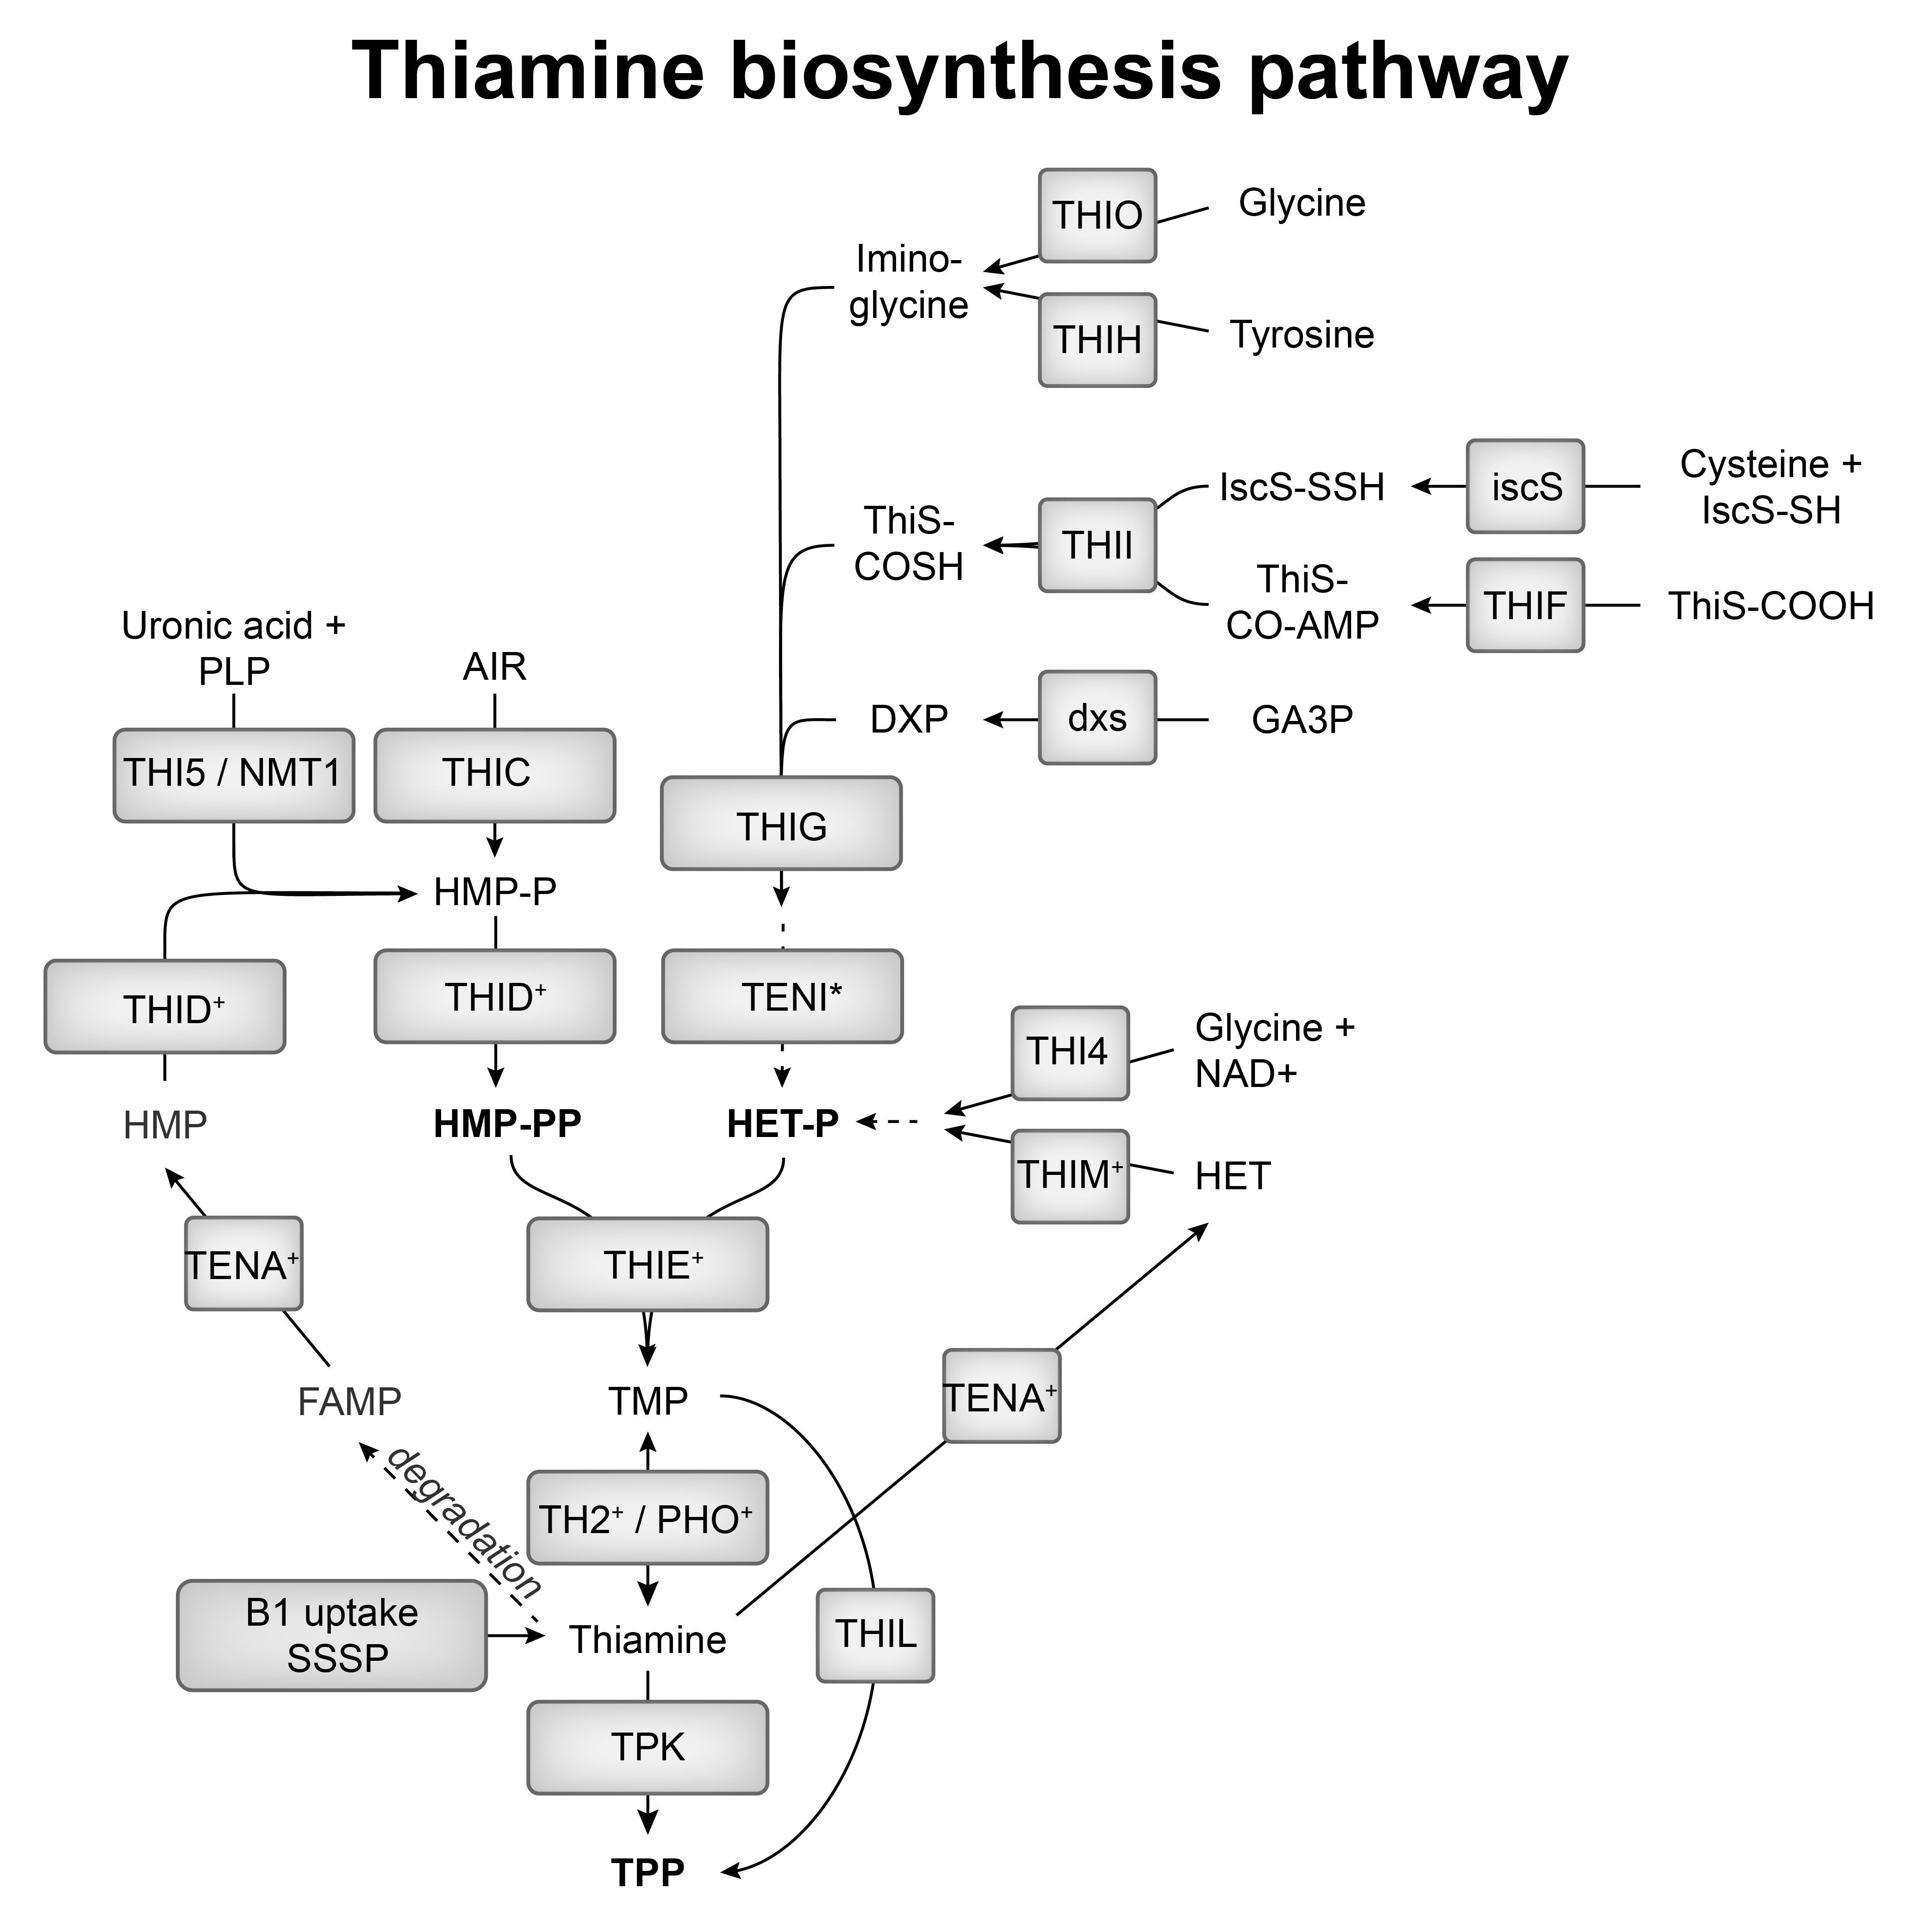 Thiamine biosynthesis pathway
THIO
Glycine
Imino-
glycine
THIH
Tyrosine
IscS-SSH
iscS
Cysteine +
IscS-SH
ThiS-
COSH
THII
ThiS-
CO-AMP
THIF
ThiS-COOH
Uronic acid +
PLP
AIR
DXP
dxs
GA3P
THI5 / NMT1
THIC
THIG
HMP-P
THID⁺
THID⁺
TENI*
THI4
Glycine +
NAD+
HMP
HMP-PP
HET-P
THIM⁺
HET
TENA⁺
THIE⁺
FAMP
TMP
TENA⁺
degradation
TH2⁺ / PHO⁺
B1 uptake
SSSP
Thiamine
THIL
TPK
TPP